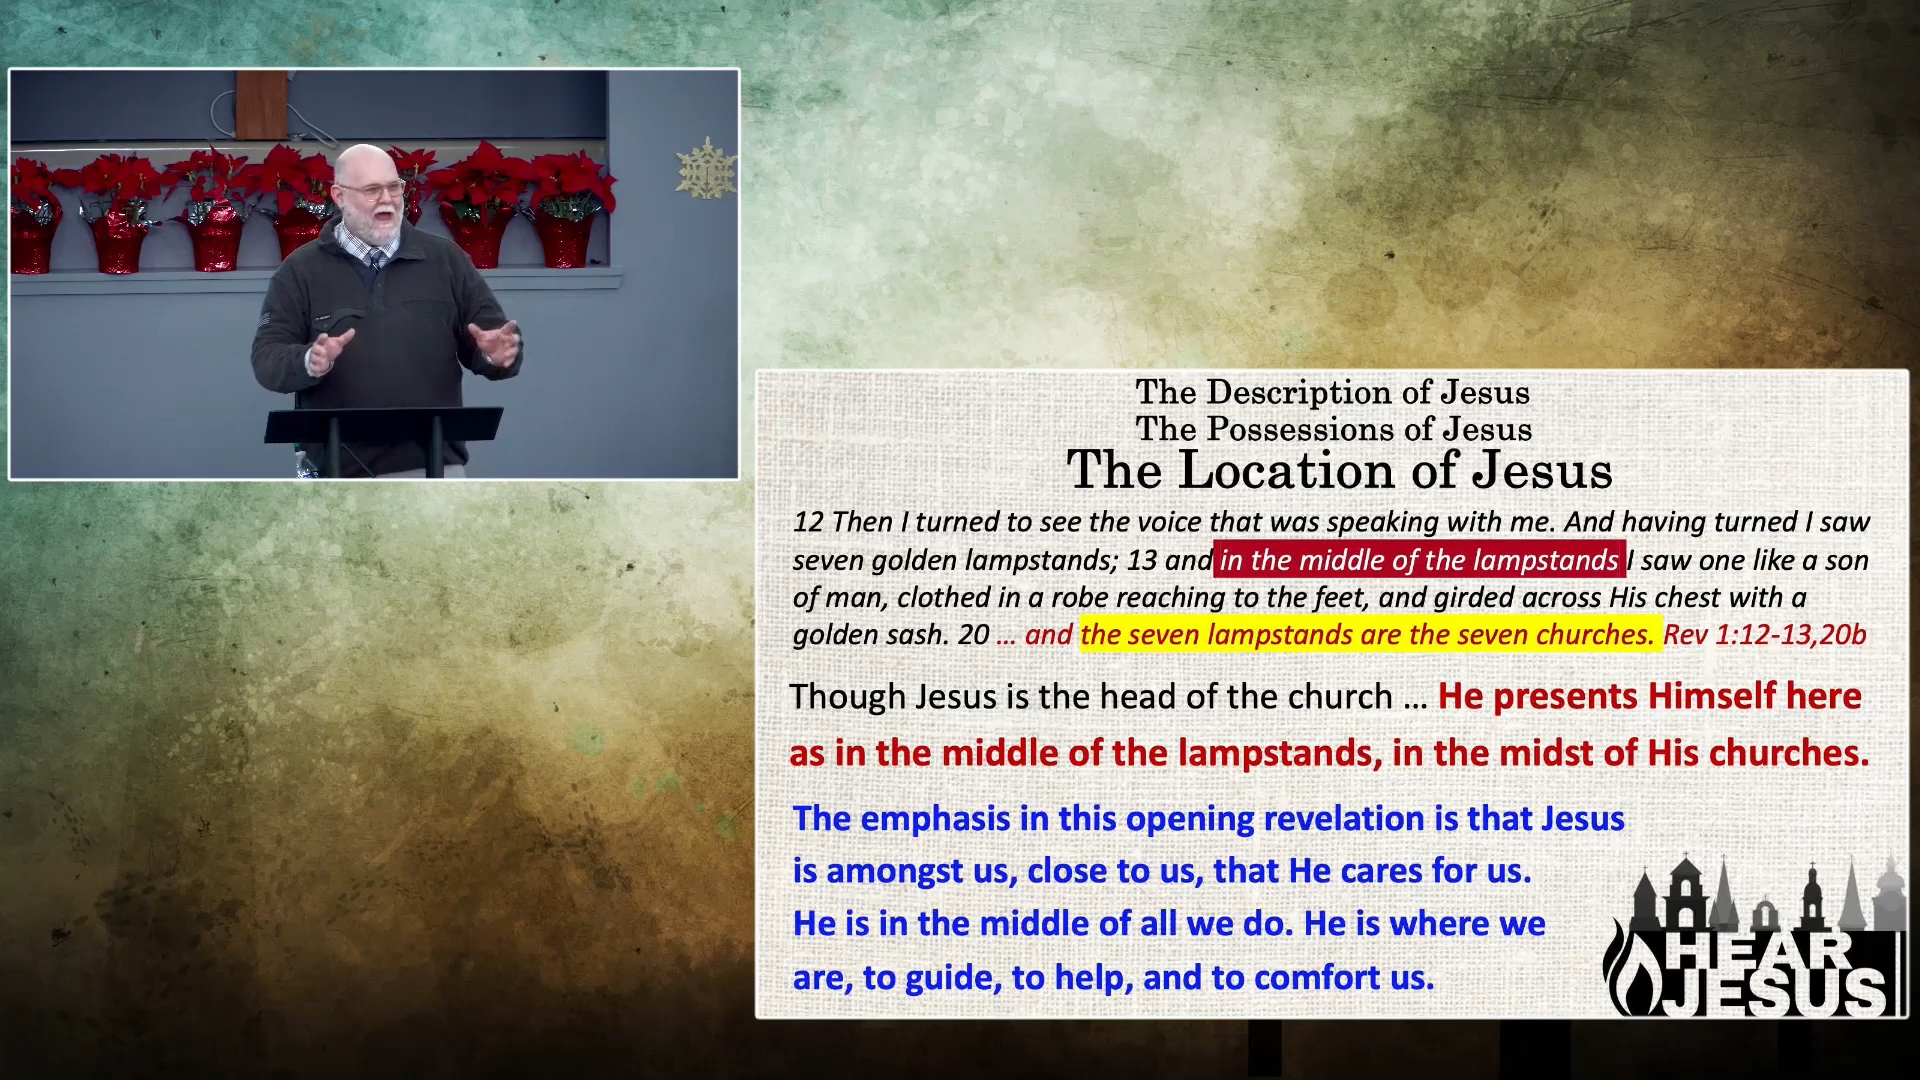 The Description of Jesus
The Possessions of Jesus
The Location of Jesus
12 Then I turned to see the voice that was speaking with me. And having turned I saw
seven golden lampstands; 13 and in the middle of the lampstands I saw one like a son
of man, clothed in a robe reaching to the feet, and girded across His chest with a
golden sash. 20 ... and the seven lampstands are the seven churches. Rev 1:12-13,20b
Though Jesus is the head of the church ... He presents Himself here
as in the middle of the lampstands, in the midst of His churches.
The emphasis in this opening revelation is that Jesus
is amongst us, close to us, that He cares for us.
He is in the middle of all we do. He is where we
are, to guide, to help, and to comfort us.
HEAR
JESUS